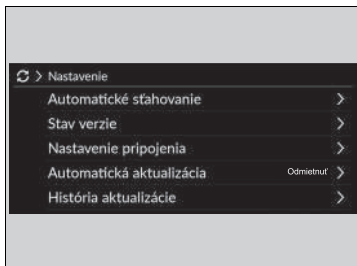 > Nastavenie
Automatické sťahovanie
Stav verzie
Nastavenie pripojenia
Automatická aktualizácia Odmietnuť
História aktualizácie